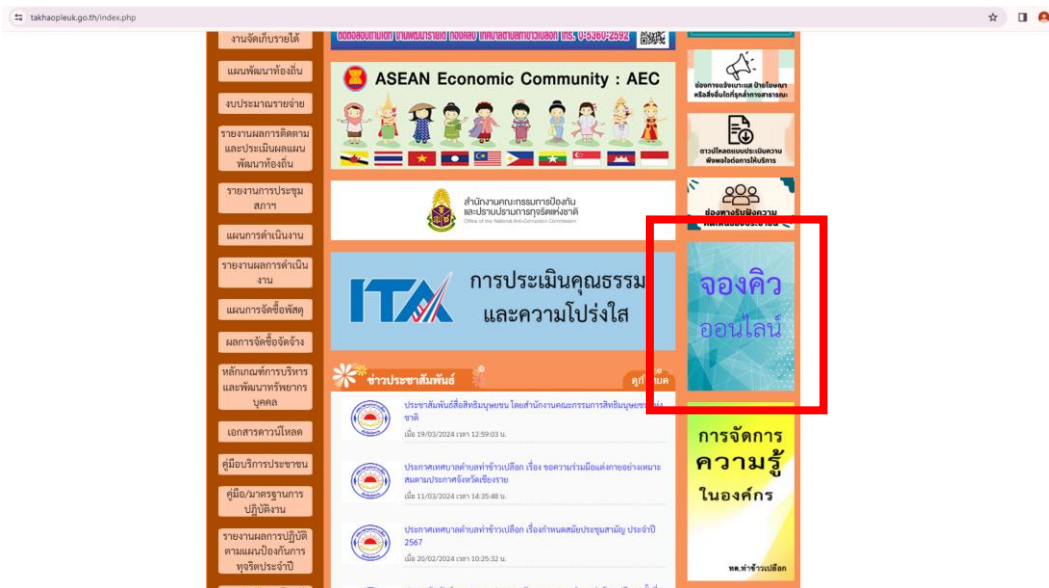 takhaopleuk.go.th/index.php
งานจัดเก็บรายได้
แผนพัฒนาท้องถิ่น
งบประมาณรายจ่าย
รายงานผลการติดตาม
และประเมินผลแผน
พัฒนาท้องถิ่น
รายงานการประชุม
สภาฯ
แผนการดำเนินงาน
รายงานผลการดำเนิน
งาน
แผนการจัดซื้อพัสดุ
ผลการจัดซื้อจัดจ้าง
หลักเกณฑ์การบริหาร
และพัฒนาทรัพยากร
บุคคล
เอกสารดาวน์โหลด
คู่มือบริการประชาชน
คู่มือ/มาตรฐานการ
ปฏิบัติงาน
รายงานผลการปฏิบัติ
ตามแผนป้องกันการ
ทุจริตประจำปี
โทร. 0-5360-2592
ASEAN Economic Community : AEC
สำนักงานคณะกรรมการป้องกัน
และปราบปรามการทุจริตแห่งชาติ
Office of the National Anti-Corruption Commission
ITA
การประเมินคุณธรรม
และความโปร่งใส
ข่าวประชาสัมพันธ์
ประชาสัมพันธ์สื่อสิทธิมนุษยชน โดยสำนักงานคณะกรรมการสิทธิมนุษยชนแห่ง
ชาติ
เมื่อ 19/03/2024 เวลา 12:59:03 น.
ประกาศเทศบาลตำบลท่าข้าวเปลือก เรื่อง ขอความร่วมมือแต่งกายอย่างเหมาะ
สมตามประกาศจังหวัดเชียงราย
เมื่อ 11/03/2024 เวลา 14:35:48 น.
ประกาศเทศบาลตำบลท่าข้าวเปลือก เรื่องกำหนดสมัยประชุมสามัญ ประจำปี
2567
เมื่อ 20/02/2024 เวลา 10:25:32 น.
ช่องทางแจ้งเบาะแส ป้ายโฆษณา
หรือสิ่งอื่นใดที่รุกล้ำทางสาธารณะ
ดาวน์โหลดแบบประเมินความ
พึงพอใจต่อการให้บริการ
ช่องทางรับฟังความ
คิดเห็นของประชาชน
จองคิว
ออนไลน์
การจัดการ
ความรู้
ในองค์กร
ทต.ท่าข้าวเปลือก